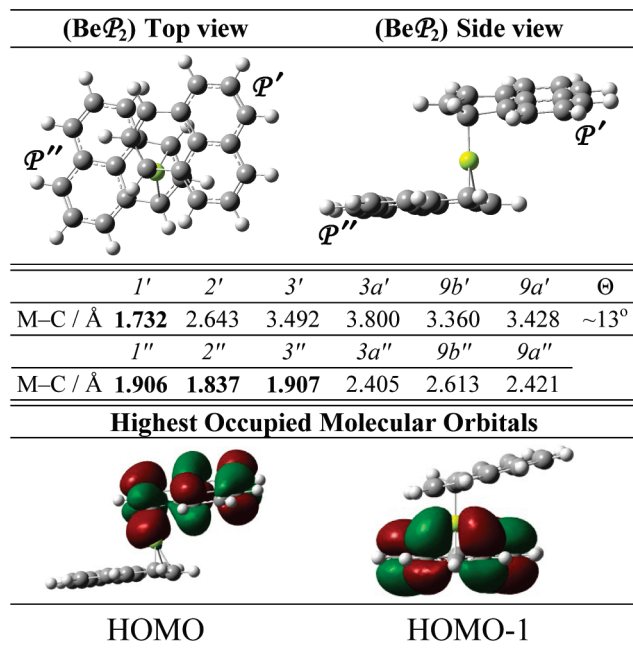 (Be𝒫₂) Top view (Be𝒫₂) Side view
𝒫′
𝒫″
𝒫′
𝒫″
1′ 2′ 3′ 3a′ 9b′ 9a′ Θ
M–C / Å 1.732 2.643 3.492 3.800 3.360 3.428 ~13°
1″ 2″ 3″ 3a″ 9b″ 9a″
M–C / Å 1.906 1.837 1.907 2.405 2.613 2.421
Highest Occupied Molecular Orbitals
HOMO HOMO-1